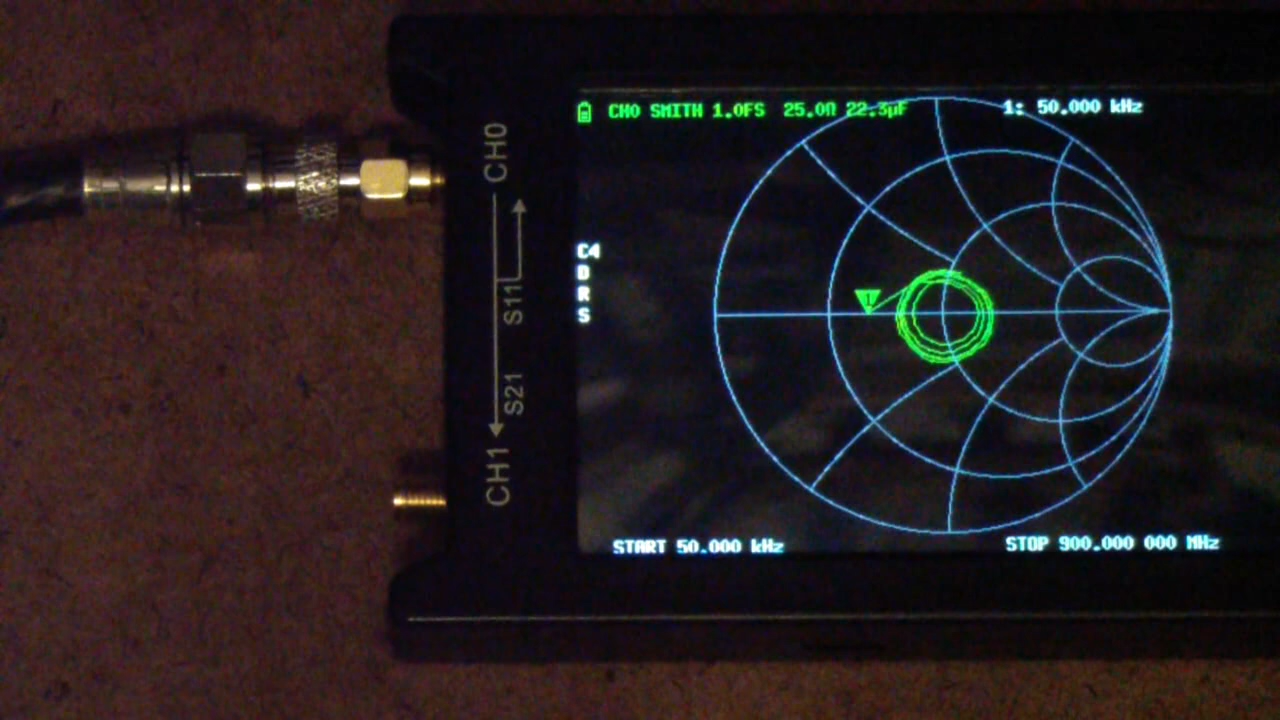 CH0 SMITH 1.0FS 25.0Ω 22.3µF 1: 50.000 kHz
C4
D
R
S
CH0
S11
S21
CH1
1
START 50.000 kHz STOP 900.000 000 MHz